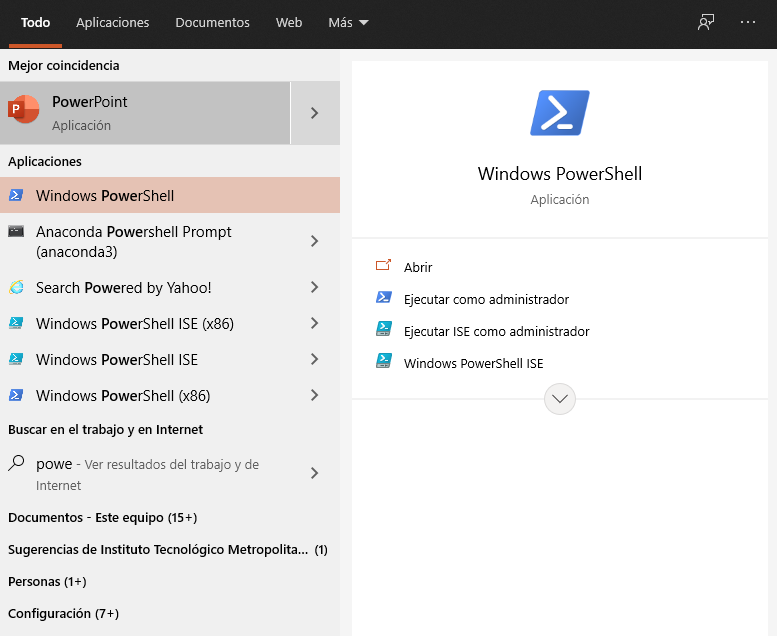 Todo Aplicaciones Documentos Web Más
Mejor coincidencia
PowerPoint
Aplicación
Aplicaciones
Windows PowerShell
Anaconda Powershell Prompt
(anaconda3)
Search Powered by Yahoo!
Windows PowerShell ISE (x86)
Windows PowerShell ISE
Windows PowerShell (x86)
Buscar en el trabajo y en Internet
powe - Ver resultados del trabajo y de
Internet
Documentos - Este equipo (15+)
Sugerencias de Instituto Tecnológico Metropolita... (1)
Personas (1+)
Configuración (7+)
Windows PowerShell
Aplicación
Abrir
Ejecutar como administrador
Ejecutar ISE como administrador
Windows PowerShell ISE